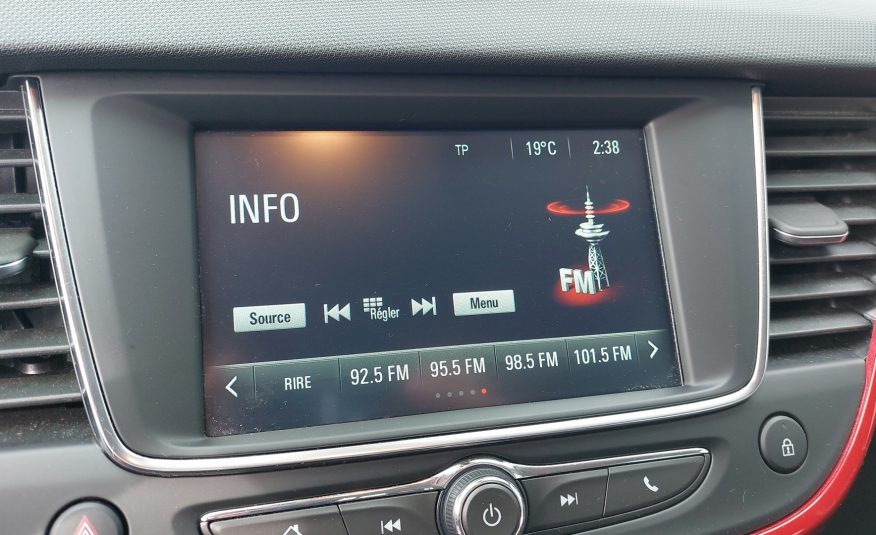 TP 19°C 2:38
INFO
FM
Source Régler Menu
RIRE 92.5 FM 95.5 FM 98.5 FM 101.5 FM